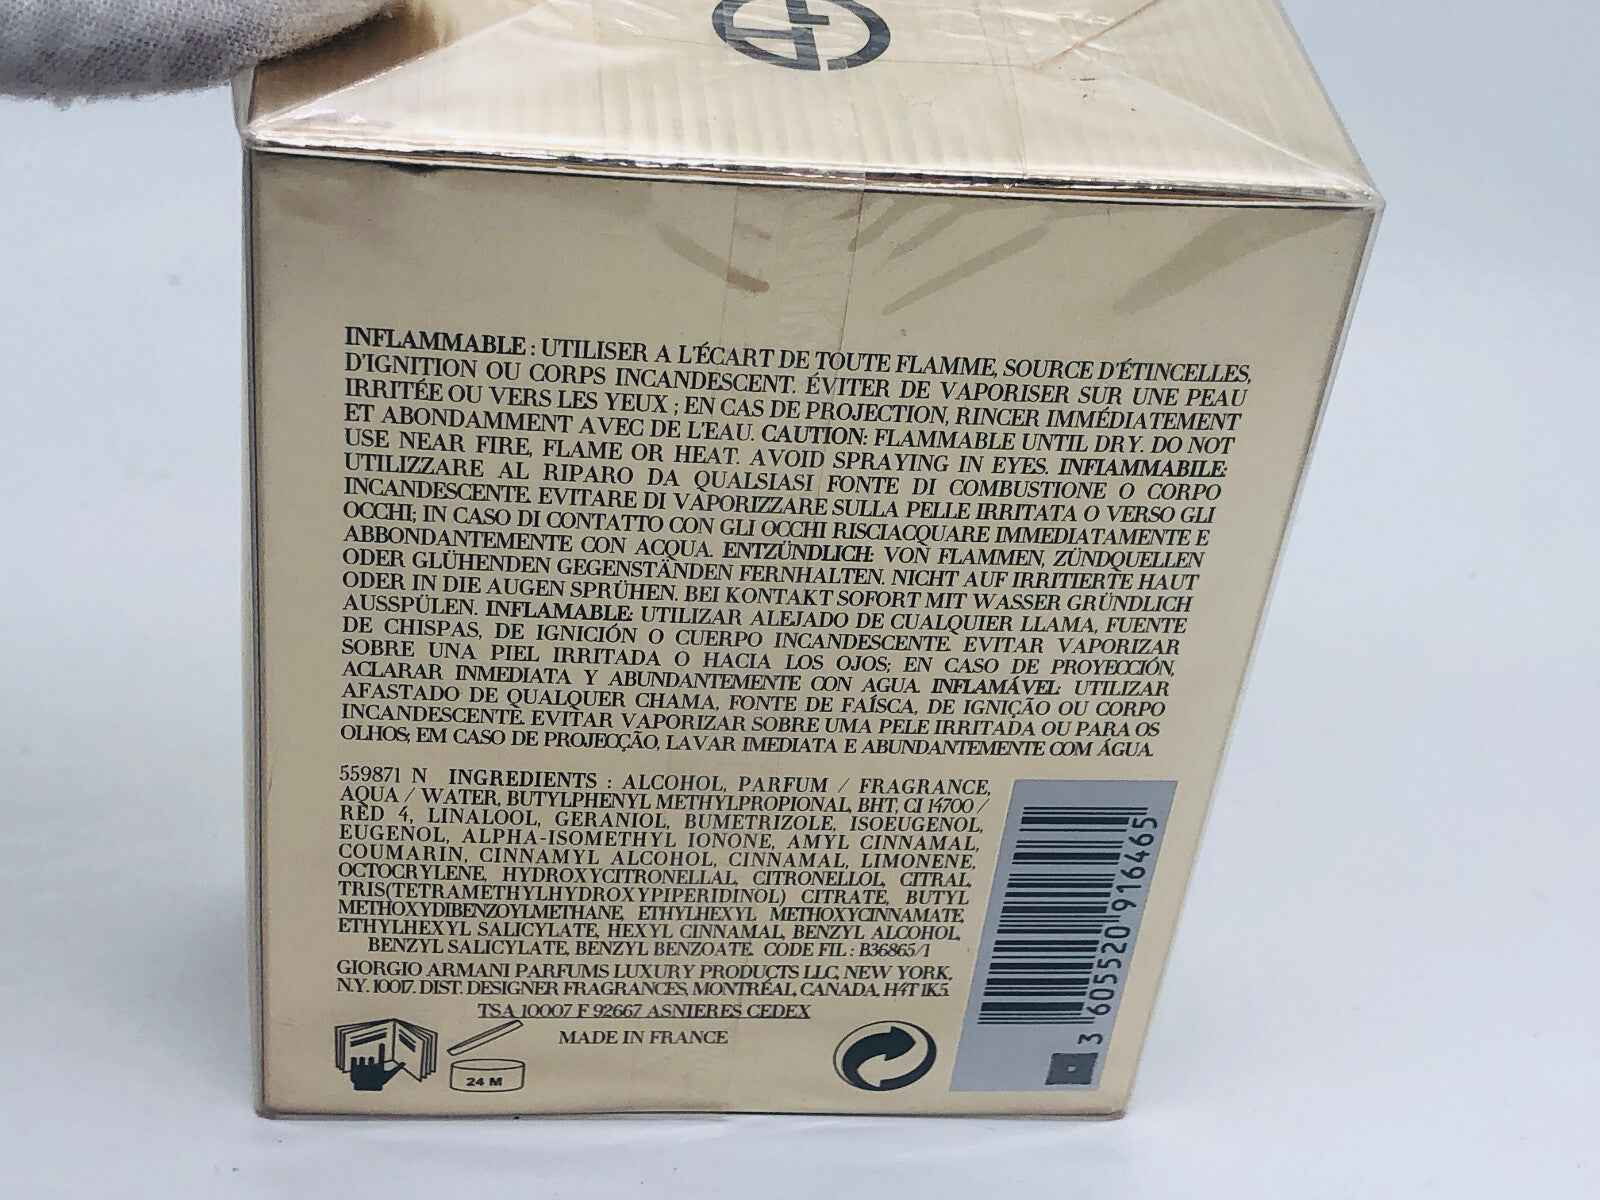 INFLAMMABLE : UTILISER A L'ÉCART DE TOUTE FLAMME, SOURCE D'ÉTINCELLES,
D'IGNITION OU CORPS INCANDESCENT. ÉVITER DE VAPORISER SUR UNE PEAU
IRRITÉE OU VERS LES YEUX ; EN CAS DE PROJECTION, RINCER IMMÉDIATEMENT
ET ABONDAMMENT AVEC DE L'EAU. CAUTION: FLAMMABLE UNTIL DRY. DO NOT
USE NEAR FIRE, FLAME OR HEAT. AVOID SPRAYING IN EYES. INFIAMMABILE:
UTILIZZARE AL RIPARO DA QUALSIASI FONTE DI COMBUSTIONE O CORPO
INCANDESCENTE. EVITARE DI VAPORIZZARE SULLA PELLE IRRITATA O VERSO GLI
OCCHI; IN CASO DI CONTATTO CON GLI OCCHI RISCIACQUARE IMMEDIATAMENTE E
ABBONDANTEMENTE CON ACQUA. ENTZÜNDLICH: VON FLAMMEN, ZÜNDQUELLEN
ODER GLÜHENDEN GEGENSTÄNDEN FERNHALTEN. NICHT AUF IRRITIERTE HAUT
ODER IN DIE AUGEN SPRÜHEN. BEI KONTAKT SOFORT MIT WASSER GRÜNDLICH
AUSSPÜLEN. INFLAMABLE: UTILIZAR ALEJADO DE CUALQUIER LLAMA, FUENTE
DE CHISPAS, DE IGNICIÓN O CUERPO INCANDESCENTE. EVITAR VAPORIZAR
SOBRE UNA PIEL IRRITADA O HACIA LOS OJOS; EN CASO DE PROYECCIÓN,
ACLARAR INMEDIATA Y ABUNDANTEMENTE CON AGUA. INFLAMÁVEL: UTILIZAR
AFASTADO DE QUALQUER CHAMA, FONTE DE FAÍSCA, DE IGNIÇÃO OU CORPO
INCANDESCENTE. EVITAR VAPORIZAR SOBRE UMA PELE IRRITADA OU PARA OS
OLHOS; EM CASO DE PROJECÇÃO, LAVAR IMEDIATA E ABUNDANTEMENTE COM ÁGUA.
559871 N INGREDIENTS : ALCOHOL, PARFUM / FRAGRANCE,
AQUA / WATER, BUTYLPHENYL METHYLPROPIONAL, BHT, CI 14700 /
RED 4, LINALOOL, GERANIOL, BUMETRIZOLE, ISOEUGENOL,
EUGENOL, ALPHA-ISOMETHYL IONONE, AMYL CINNAMAL,
COUMARIN, CINNAMYL ALCOHOL, CINNAMAL, LIMONENE,
OCTOCRYLENE, HYDROXYCITRONELLAL, CITRONELLOL, CITRAL,
TRIS(TETRAMETHYLHYDROXYPIPERIDINOL) CITRATE, BUTYL
METHOXYDIBENZOYLMETHANE, ETHYLHEXYL METHOXYCINNAMATE,
ETHYLHEXYL SALICYLATE, HEXYL CINNAMAL, BENZYL ALCOHOL,
BENZYL SALICYLATE, BENZYL BENZOATE. CODE FIL : B36865/1
GIORGIO ARMANI PARFUMS LUXURY PRODUCTS LLC, NEW YORK,
N.Y. 10017. DIST. DESIGNER FRAGRANCES, MONTRÉAL, CANADA, H4T 1K5.
TSA 10007 F 92667 ASNIERES CEDEX
MADE IN FRANCE
24 M
3 605520 916465